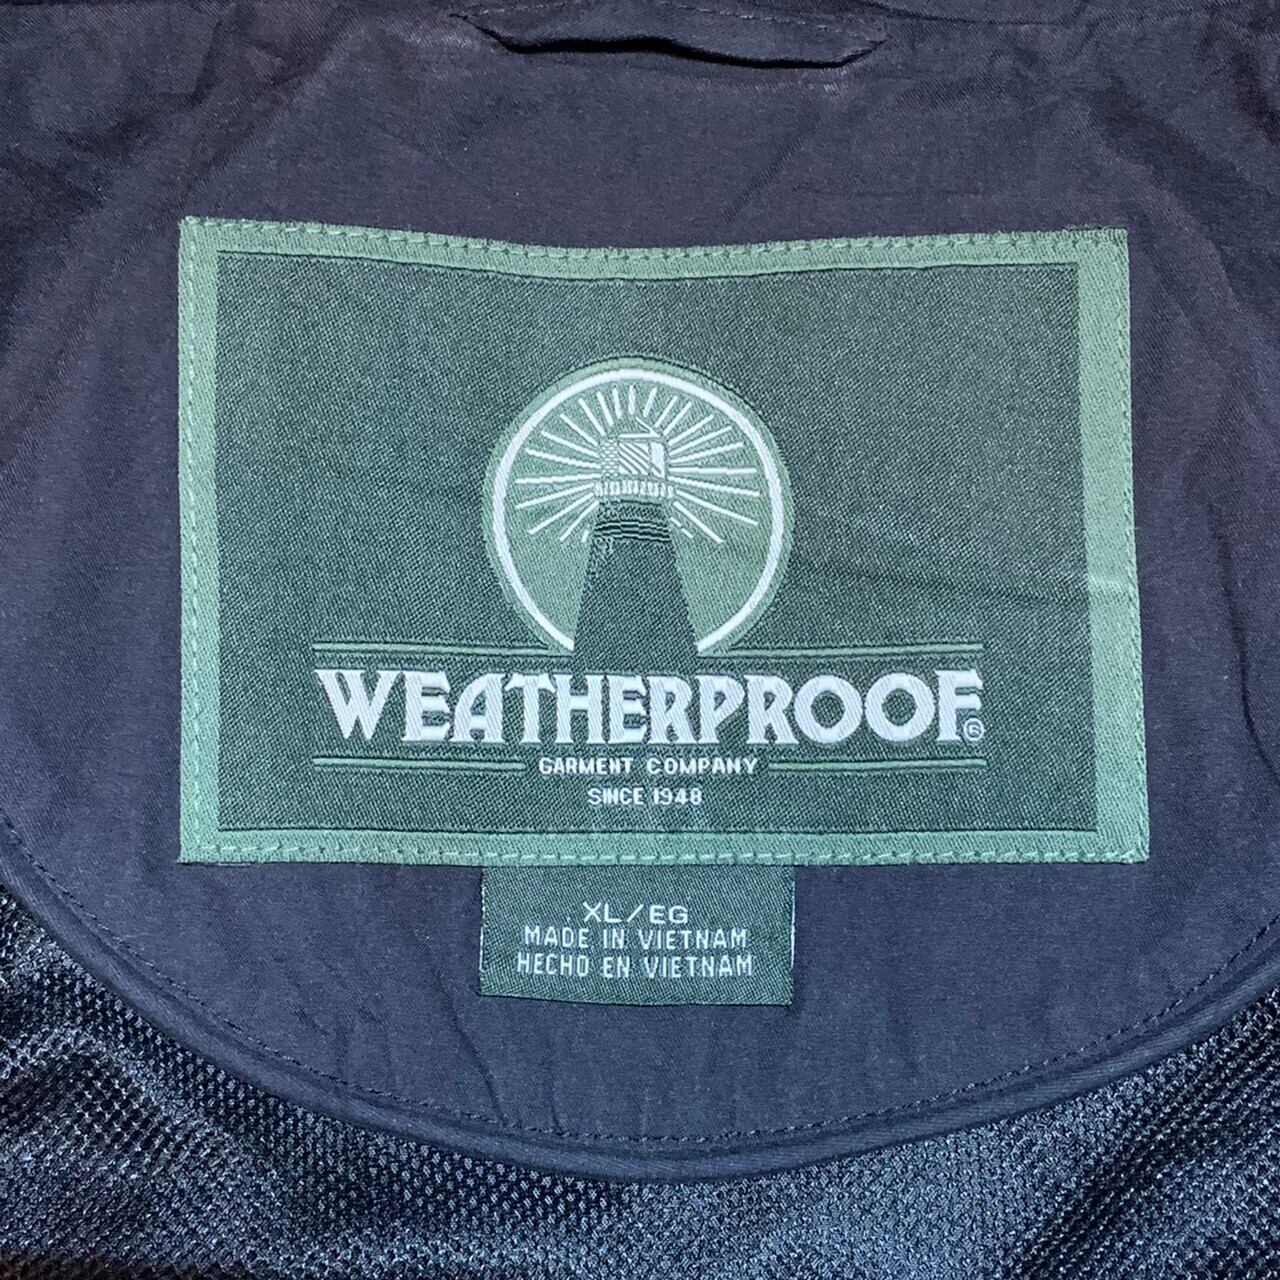 WEATHERPROOF®
GARMENT COMPANY
SINCE 1948
XL/EG
MADE IN VIETNAM
HECHO EN VIETNAM